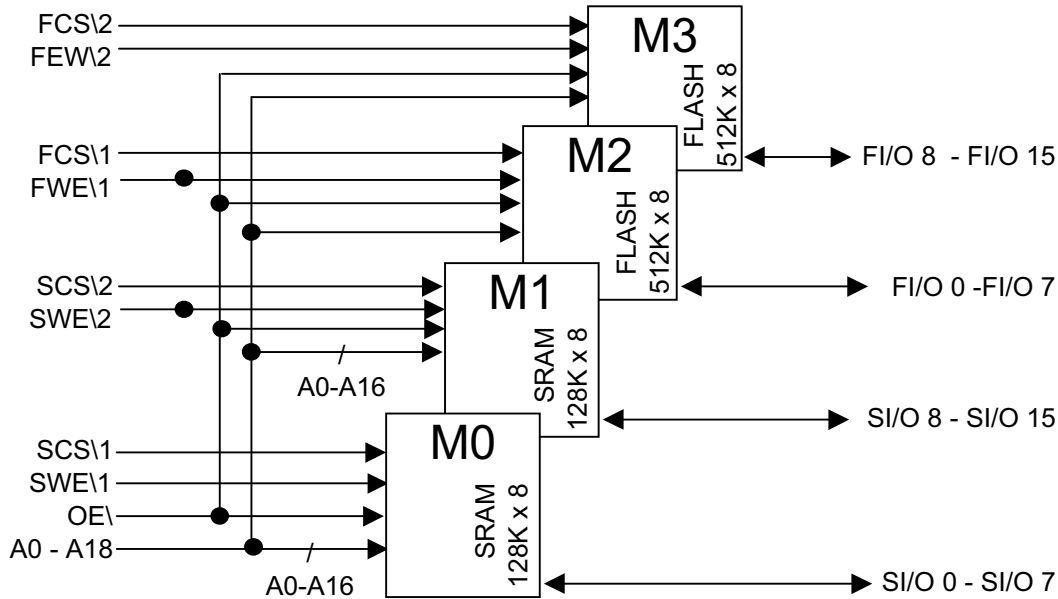 FCS\2
FEW\2
M3
FLASH
512K x 8
FCS\1
FWE\1
M2
FLASH
512K x 8
FI/O 8 - FI/O 15
SCS\2
SWE\2
A0-A16
M1
SRAM
128K x 8
FI/O 0 -FI/O 7
SCS\1
SWE\1
OE\
A0 - A18
A0-A16
M0
SRAM
128K x 8
SI/O 8 - SI/O 15
SI/O 0 - SI/O 7